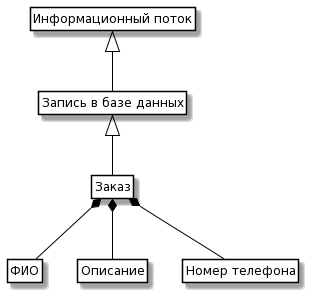 Информационный поток
Запись в базе данных
Заказ
ФИО
Описание
Номер телефона